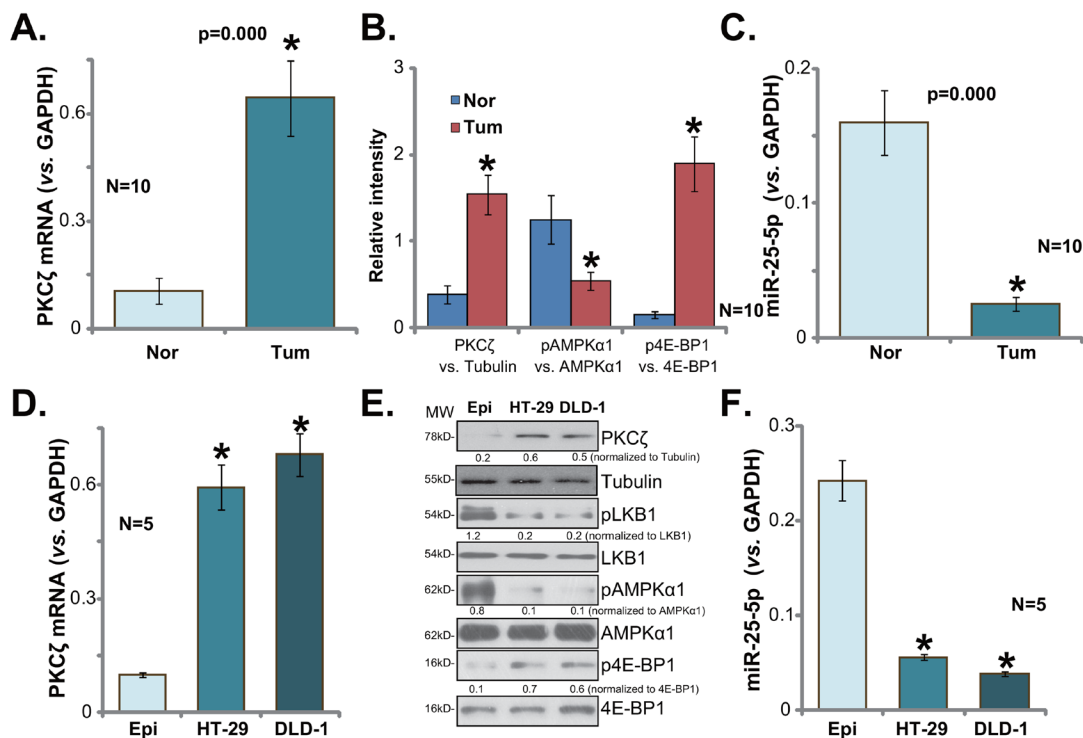 A.
p=0.000
*
PKCζ mRNA (vs. GAPDH)
0.6
0.3
0
N=10
Nor
Tum
B.
Relative intensity
3
2
1
0
Nor
Tum
*
*
*
N=10
PKCζ
vs. Tubulin
pAMPKα1
vs. AMPKα1
p4E-BP1
vs. 4E-BP1
C.
miR-25-5p (vs. GAPDH)
0.2
0.1
0
p=0.000
N=10
*
Nor
Tum
D.
PKCζ mRNA (vs. GAPDH)
0.6
0.3
0
N=5
*
*
Epi
HT-29
DLD-1
E.
MW
Epi HT-29 DLD-1
78kD- PKCζ
0.2 0.6 0.5 (normalized to Tubulin)
55kD- Tubulin
54kD- pLKB1
1.2 0.2 0.2 (normalized to LKB1)
54kD- LKB1
62kD- pAMPKα1
0.8 0.1 0.1 (normalized to AMPKα1)
62kD- AMPKα1
16kD- p4E-BP1
0.1 0.7 0.6 (normalized to 4E-BP1)
16kD- 4E-BP1
F.
miR-25-5p (vs. GAPDH)
0.2
0.1
0
N=5
*
*
Epi
HT-29
DLD-1